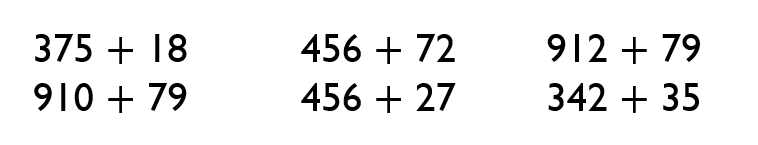 375 + 18 456 + 72 912 + 79
910 + 79 456 + 27 342 + 35